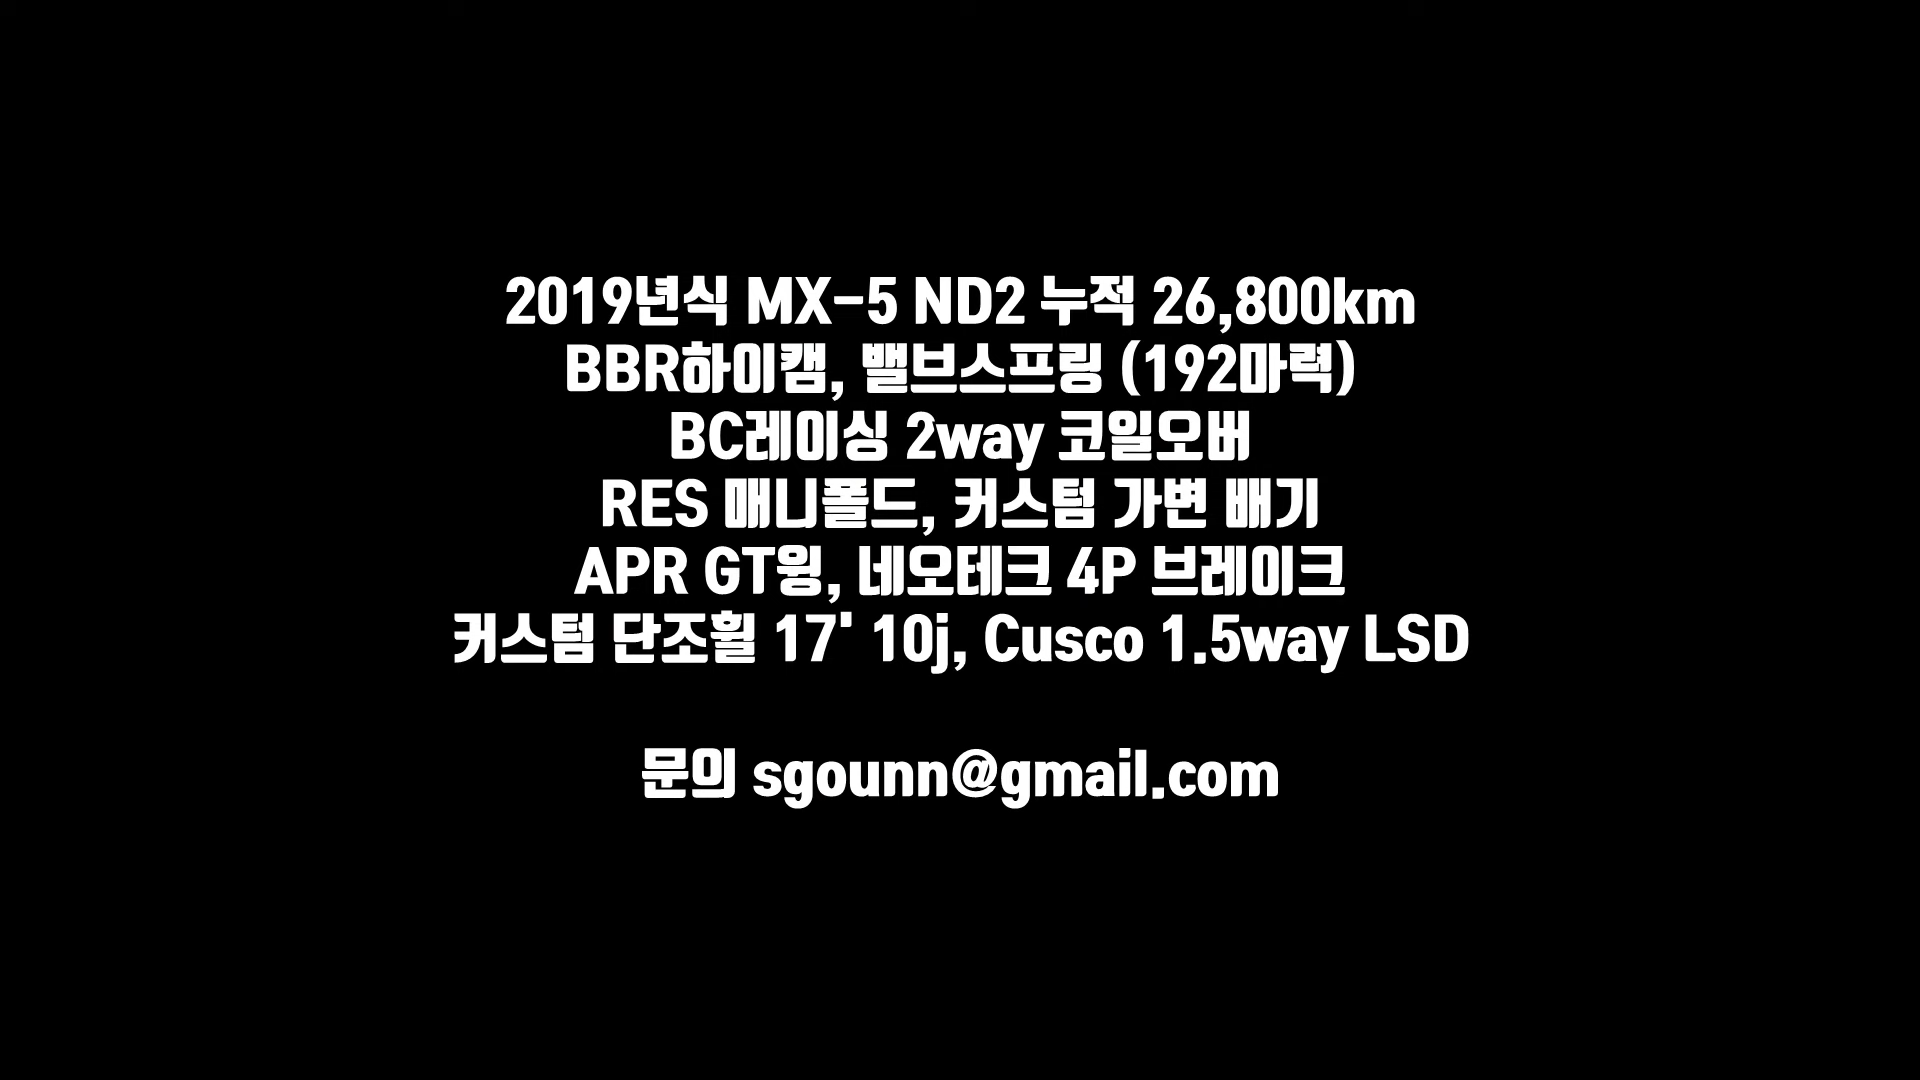 2019년식 MX-5 ND2 누적 26,800km
BBR하이캠, 밸브스프링 (192마력)
BC레이싱 2way 코일오버
RES 매니폴드, 커스텀 가변 배기
APR GT윙, 네오테크 4P 브레이크
커스텀 단조휠 17" 10j, Cusco 1.5way LSD
문의 sgounn@gmail.com